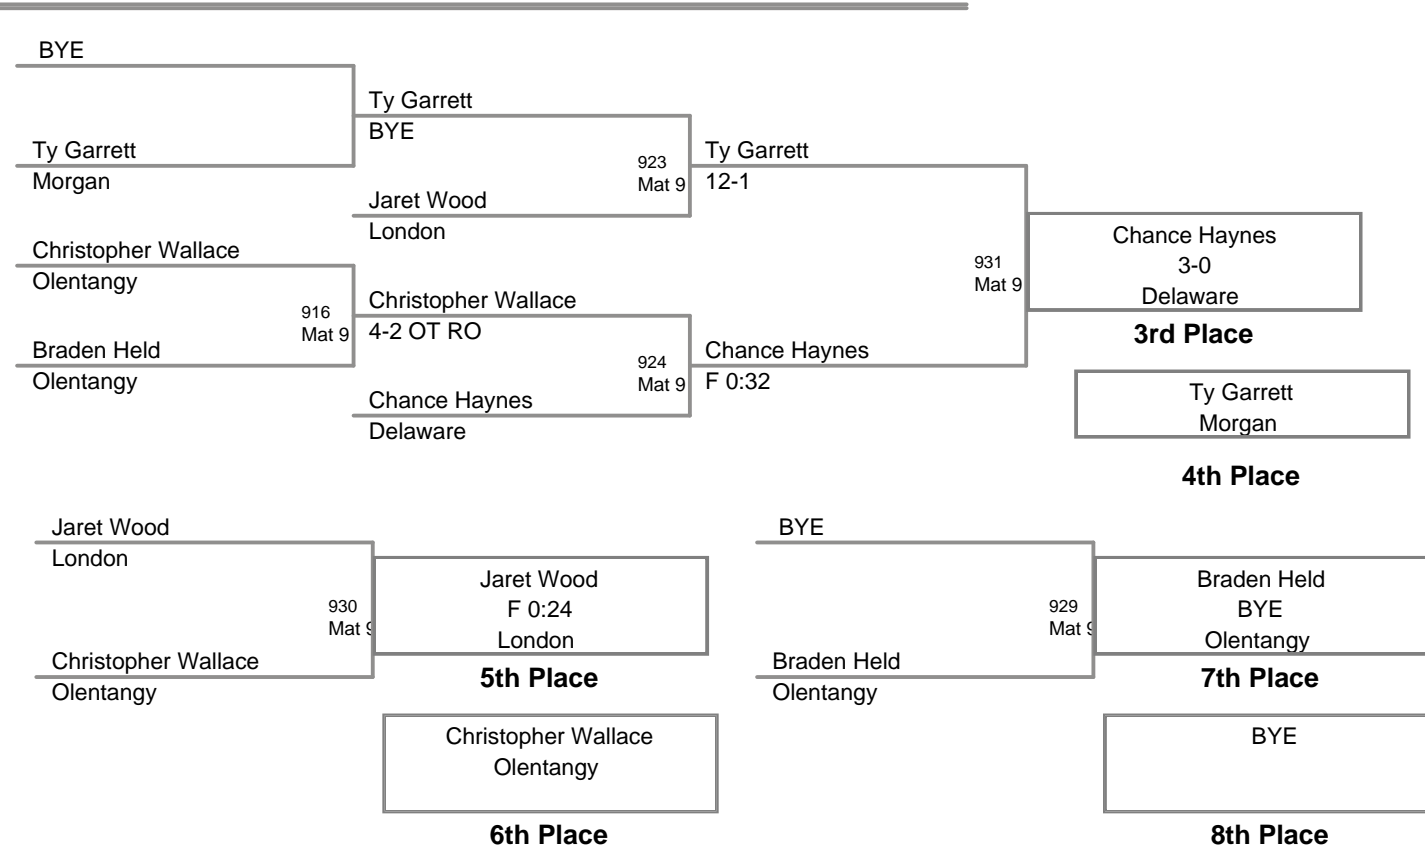 BYE
Ty Garrett
Morgan
Christopher Wallace
Olentangy
916
Mat 9
Braden Held
Olentangy
Ty Garrett
BYE
923
Mat 9
Jaret Wood
London
Christopher Wallace
4-2 OT RO
924
Mat 9
Chance Haynes
Delaware
Ty Garrett
12-1
931
Mat 9
Chance Haynes
F 0:32
Chance Haynes
3-0
Delaware
3rd Place
Ty Garrett
Morgan
4th Place
Jaret Wood
London
930
Mat 9
Christopher Wallace
Olentangy
Jaret Wood
F 0:24
London
5th Place
Christopher Wallace
Olentangy
6th Place
BYE
929
Mat 9
Braden Held
Olentangy
Braden Held
BYE
Olentangy
7th Place
BYE
8th Place